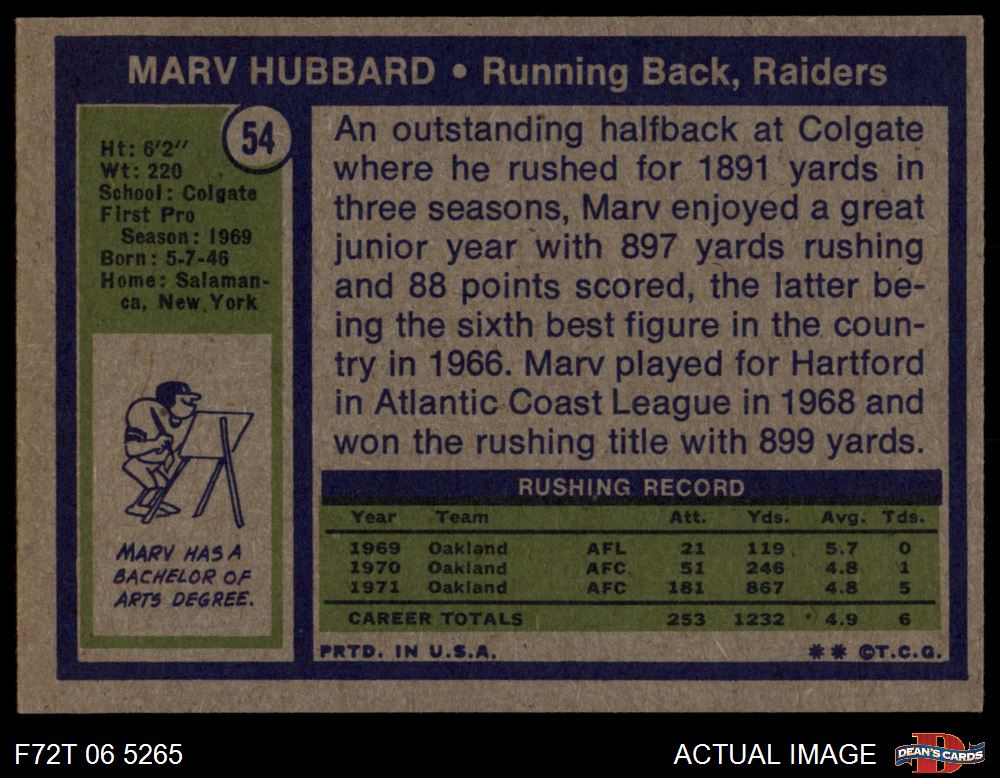 MARV HUBBARD • Running Back, Raiders
54
Ht: 6'2"
Wt: 220
School: Colgate
First Pro
Season: 1969
Born: 5-7-46
Home: Salaman-
ca, New York
MARV HAS A
BACHELOR OF
ARTS DEGREE.
An outstanding halfback at Colgate
where he rushed for 1891 yards in
three seasons, Marv enjoyed a great
junior year with 897 yards rushing
and 88 points scored, the latter be-
ing the sixth best figure in the coun-
try in 1966. Marv played for Hartford
in Atlantic Coast League in 1968 and
won the rushing title with 899 yards.
RUSHING RECORD
Year Team Att. Yds. Avg. Tds.
1969 Oakland AFL 21 119 5.7 0
1970 Oakland AFC 51 246 4.8 1
1971 Oakland AFC 181 867 4.8 5
CAREER TOTALS 253 1232 4.9 6
PRTD. IN U.S.A. ** ©T.C.G.
F72T 06 5265 ACTUAL IMAGE
D
DEAN'S CARDS